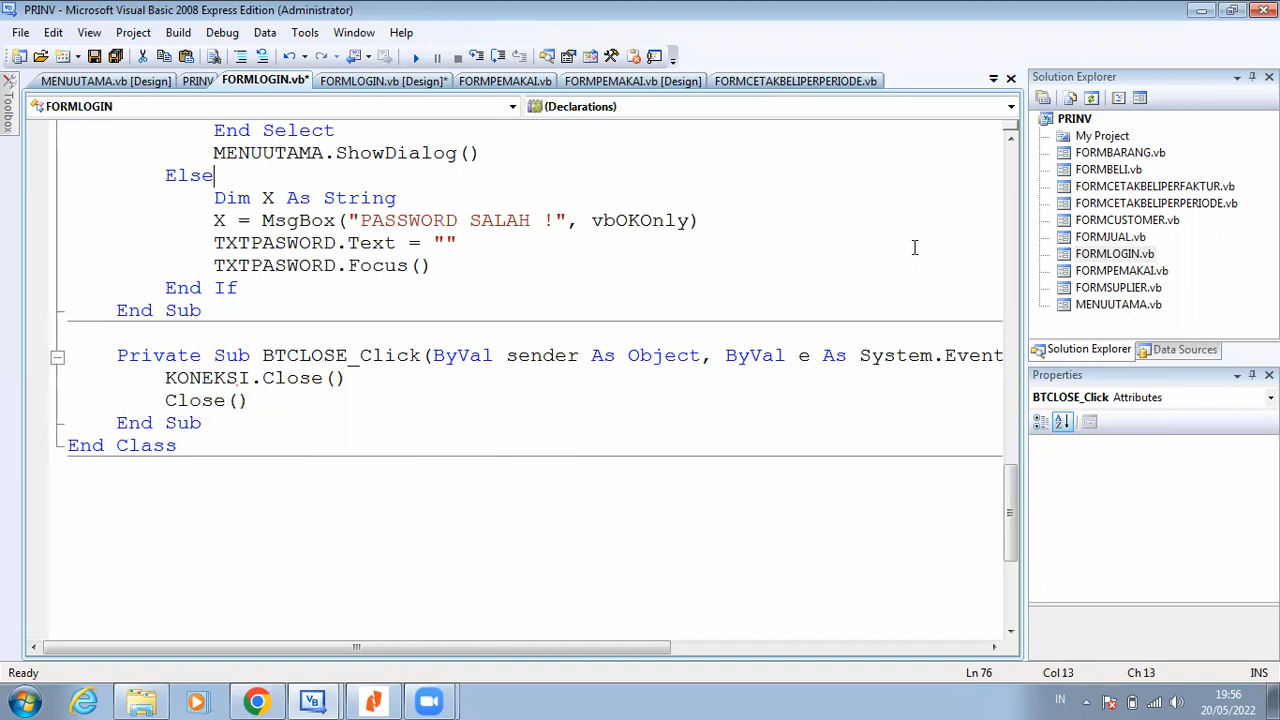 PRINV - Microsoft Visual Basic 2008 Express Edition (Administrator)
File Edit View Project Build Debug Data Tools Window Help
MENUUTAMA.vb [Design] PRINV FORMLOGIN.vb* FORMLOGIN.vb [Design]* FORMPEMAKAI.vb FORMPEMAKAI.vb [Design] FORMCETAKBELIPERPERIODE.vb
Toolbox
FORMLOGIN (Declarations)
End Select
MENUUTAMA.ShowDialog()
Else
Dim X As String
X = MsgBox("PASSWORD SALAH !", vbOKOnly)
TXTPASWORD.Text = ""
TXTPASWORD.Focus()
End If
End Sub
Private Sub BTCLOSE_Click(ByVal sender As Object, ByVal e As System.Event
KONEKSI.Close()
Close()
End Sub
End Class
Solution Explorer
PRINV
My Project
FORMBARANG.vb
FORMBELI.vb
FORMCETAKBELIPERFAKTUR.vb
FORMCETAKBELIPERPERIODE.vb
FORMCUSTOMER.vb
FORMJUAL.vb
FORMLOGIN.vb
FORMPEMAKAI.vb
FORMSUPLIER.vb
MENUUTAMA.vb
Solution Explorer Data Sources
Properties
BTCLOSE_Click Attributes
Ready Ln 76 Col 13 Ch 13 INS
IN 19:56
20/05/2022